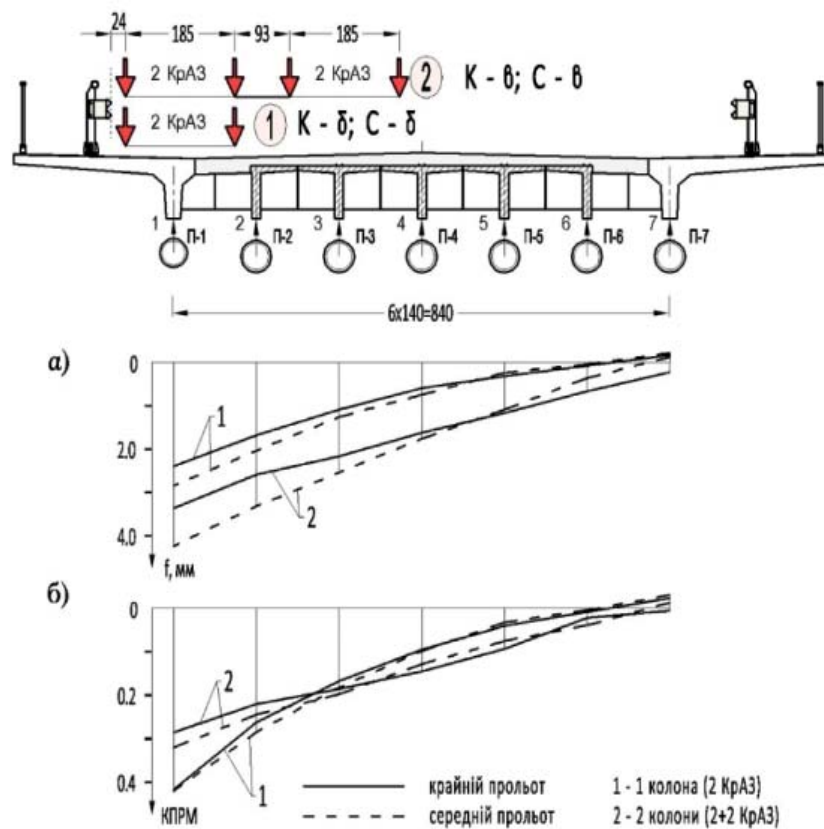 24 185 93 185
2 КрАЗ 2 КрАЗ 2 К - в; С - в
2 КрАЗ 1 К - δ; С - δ
1 2 3 4 5 6 7
П-1 П-2 П-3 П-4 П-5 П-6 П-7
6x140=840
а)
0
1
2.0
2
4.0
f, мм
б)
0
0.2
2
0.4
1
КПРМ
крайній прольот 1 - 1 колона (2 КрАЗ)
середній прольот 2 - 2 колони (2+2 КрАЗ)